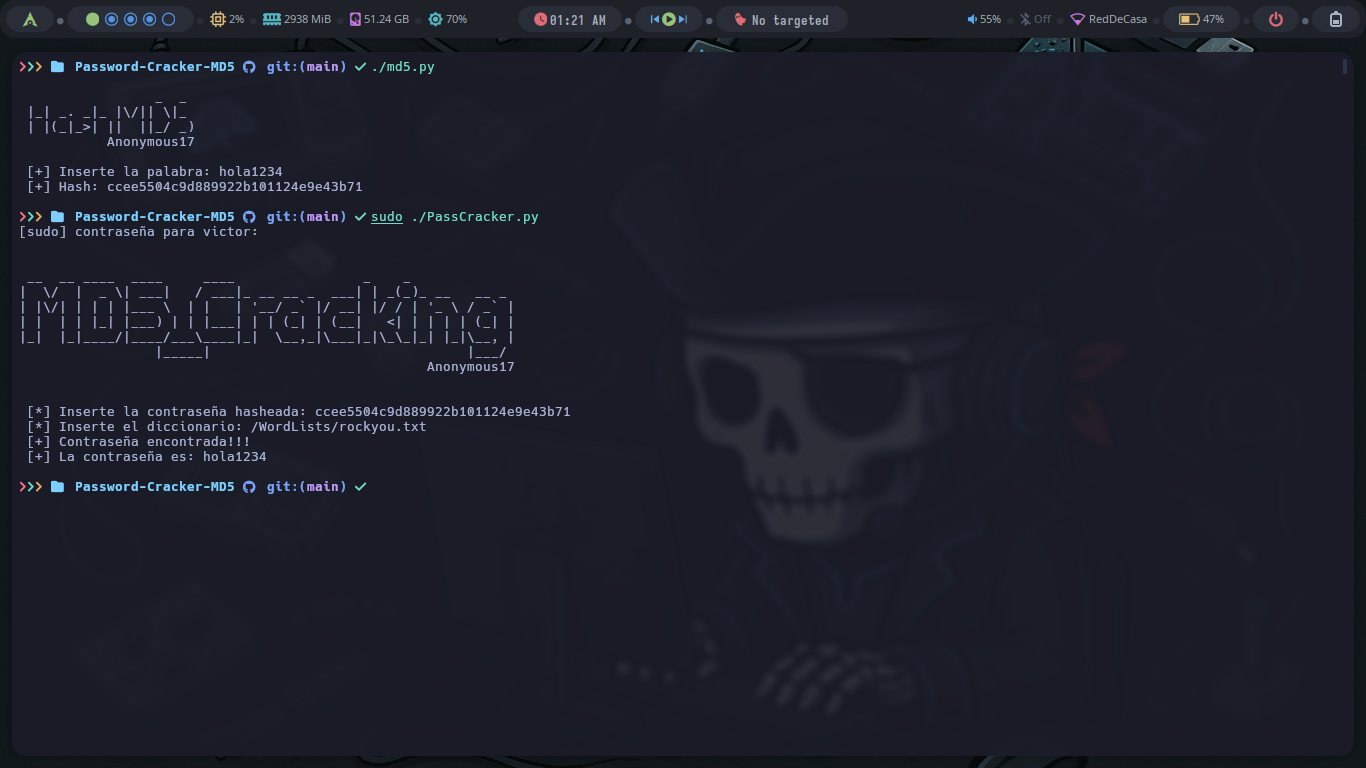 2% 2938 MiB 51.24 GB 70% 01:21 AM No targeted 55% Off RedDeCasa 47%
>>> Password-Cracker-MD5 git:(main) ✓ ./md5.py
HashMD5
Anonymous17
[+] Inserte la palabra: hola1234
[+] Hash: ccee5504c9d889922b101124e9e43b71
>>> Password-Cracker-MD5 git:(main) ✓ sudo ./PassCracker.py
[sudo] contraseña para victor:
MD5_Cracking
Anonymous17
[*] Inserte la contraseña hasheada: ccee5504c9d889922b101124e9e43b71
[*] Inserte el diccionario: /WordLists/rockyou.txt
[+] Contraseña encontrada!!!
[+] La contraseña es: hola1234
>>> Password-Cracker-MD5 git:(main) ✓